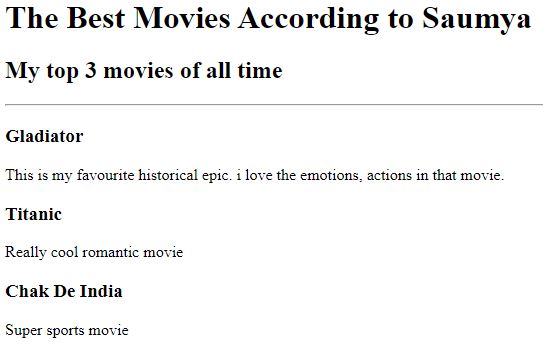 The Best Movies According to Saumya
My top 3 movies of all time
Gladiator
This is my favourite historical epic. i love the emotions, actions in that movie.
Titanic
Really cool romantic movie
Chak De India
Super sports movie